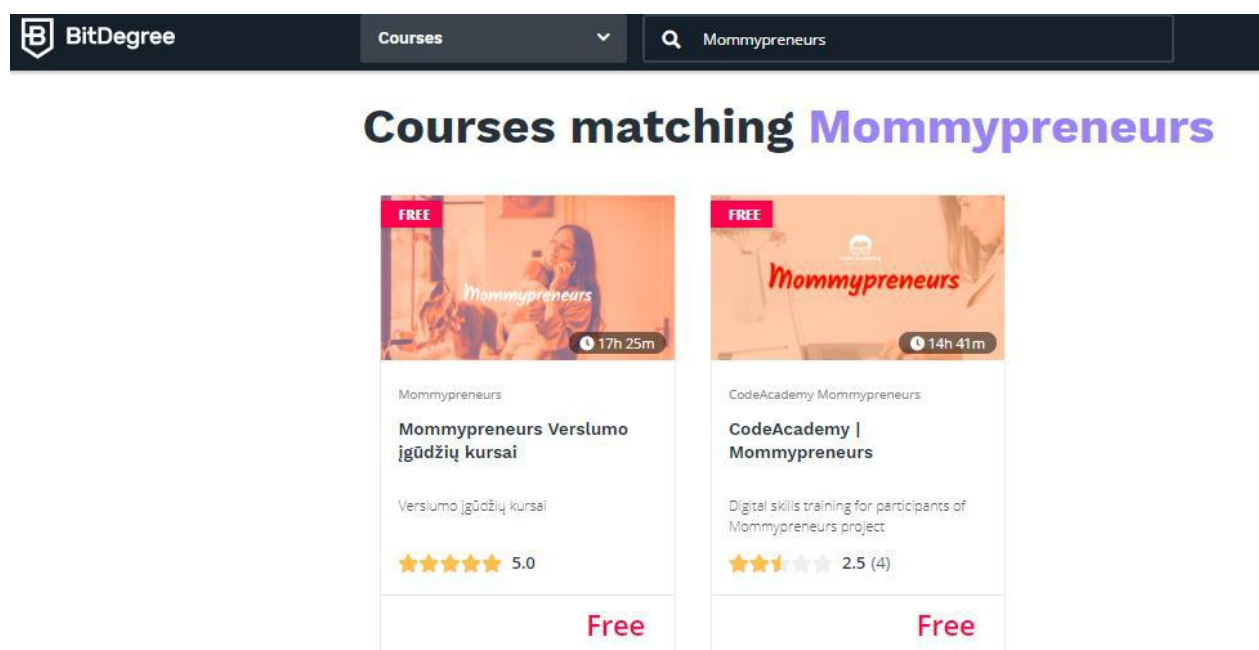 BitDegree
Courses
Mommypreneurs
Courses matching Mommypreneurs
FREE
Mommypreneurs
17h 25m
Mommypreneurs
Mommypreneurs Verslumo
įgūdžių kursai
Verslumo įgūdžių kursai
5.0
Free
FREE
Mommypreneurs
14h 41m
CodeAcademy Mommypreneurs
CodeAcademy |
Mommypreneurs
Digital skills training for participants of
Mommypreneurs project
2.5 (4)
Free